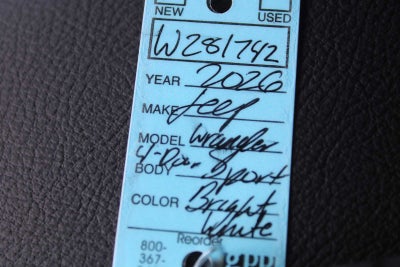 NEW USED
W281742
YEAR 2026
MAKE Jeep
MODEL Wrangler
BODY 4-Door Sport
COLOR Bright
White
Reorder
800-
367-